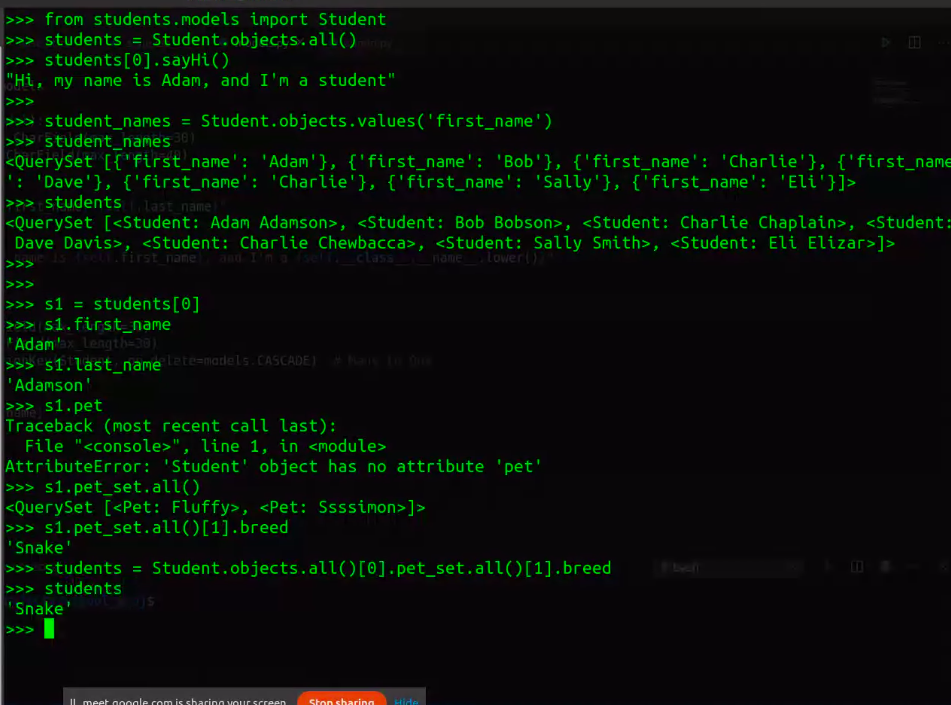 >>> from students.models import Student
>>> students = Student.objects.all()
>>> students[0].sayHi()
"Hi, my name is Adam, and I'm a student"
>>>
>>> student_names = Student.objects.values('first_name')
>>> student_names
<QuerySet [{'first_name': 'Adam'}, {'first_name': 'Bob'}, {'first_name': 'Charlie'}, {'first_name
': 'Dave'}, {'first_name': 'Charlie'}, {'first_name': 'Sally'}, {'first_name': 'Eli'}]>
>>> students
<QuerySet [<Student: Adam Adamson>, <Student: Bob Bobson>, <Student: Charlie Chaplain>, <Student:
Dave Davis>, <Student: Charlie Chewbacca>, <Student: Sally Smith>, <Student: Eli Elizar>]>
>>>
>>>
>>> s1 = students[0]
>>> s1.first_name
'Adam'
>>> s1.last_name
'Adamson'
>>> s1.pet
Traceback (most recent call last):
File "<console>", line 1, in <module>
AttributeError: 'Student' object has no attribute 'pet'
>>> s1.pet_set.all()
<QuerySet [<Pet: Fluffy>, <Pet: Ssssimon>]>
>>> s1.pet_set.all()[1].breed
'Snake'
>>> students = Student.objects.all()[0].pet_set.all()[1].breed
>>> students
'Snake'
>>>
meet.google.com is sharing your screen. Stop sharing Hide